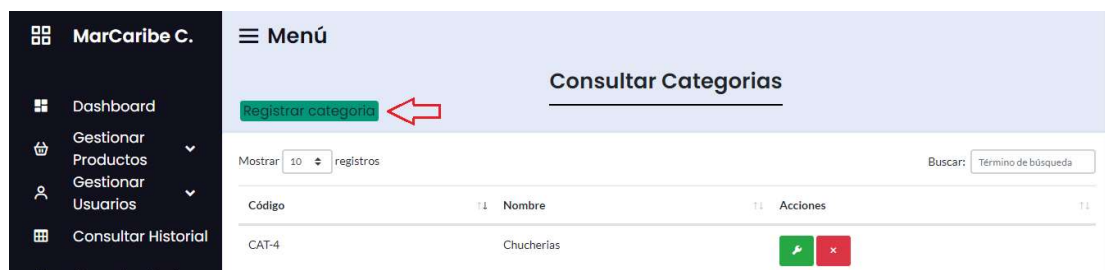 MarCaribe C.
☰ Menú
Consultar Categorias
Dashboard
Registrar categoria
Gestionar
Productos
Gestionar
Usuarios
Consultar Historial
Mostrar 10 registros
Buscar: Término de búsqueda
Código Nombre Acciones
CAT-4 Chucherias